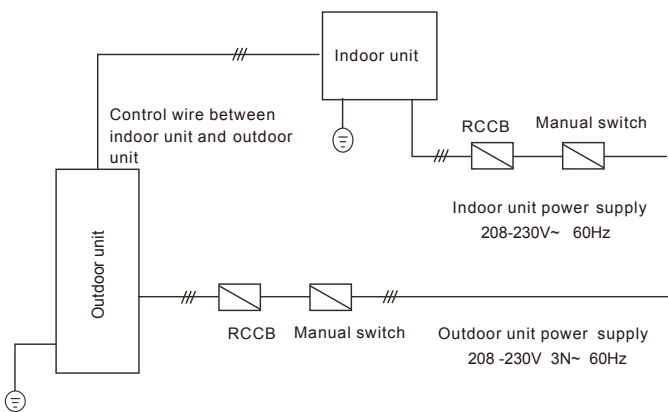 Indoor unit
Control wire between
indoor unit and outdoor
unit
RCCB
Manual switch
Indoor unit power supply
208-230V~ 60Hz
Outdoor unit
RCCB
Manual switch
Outdoor unit power supply
208 -230V 3N~ 60Hz